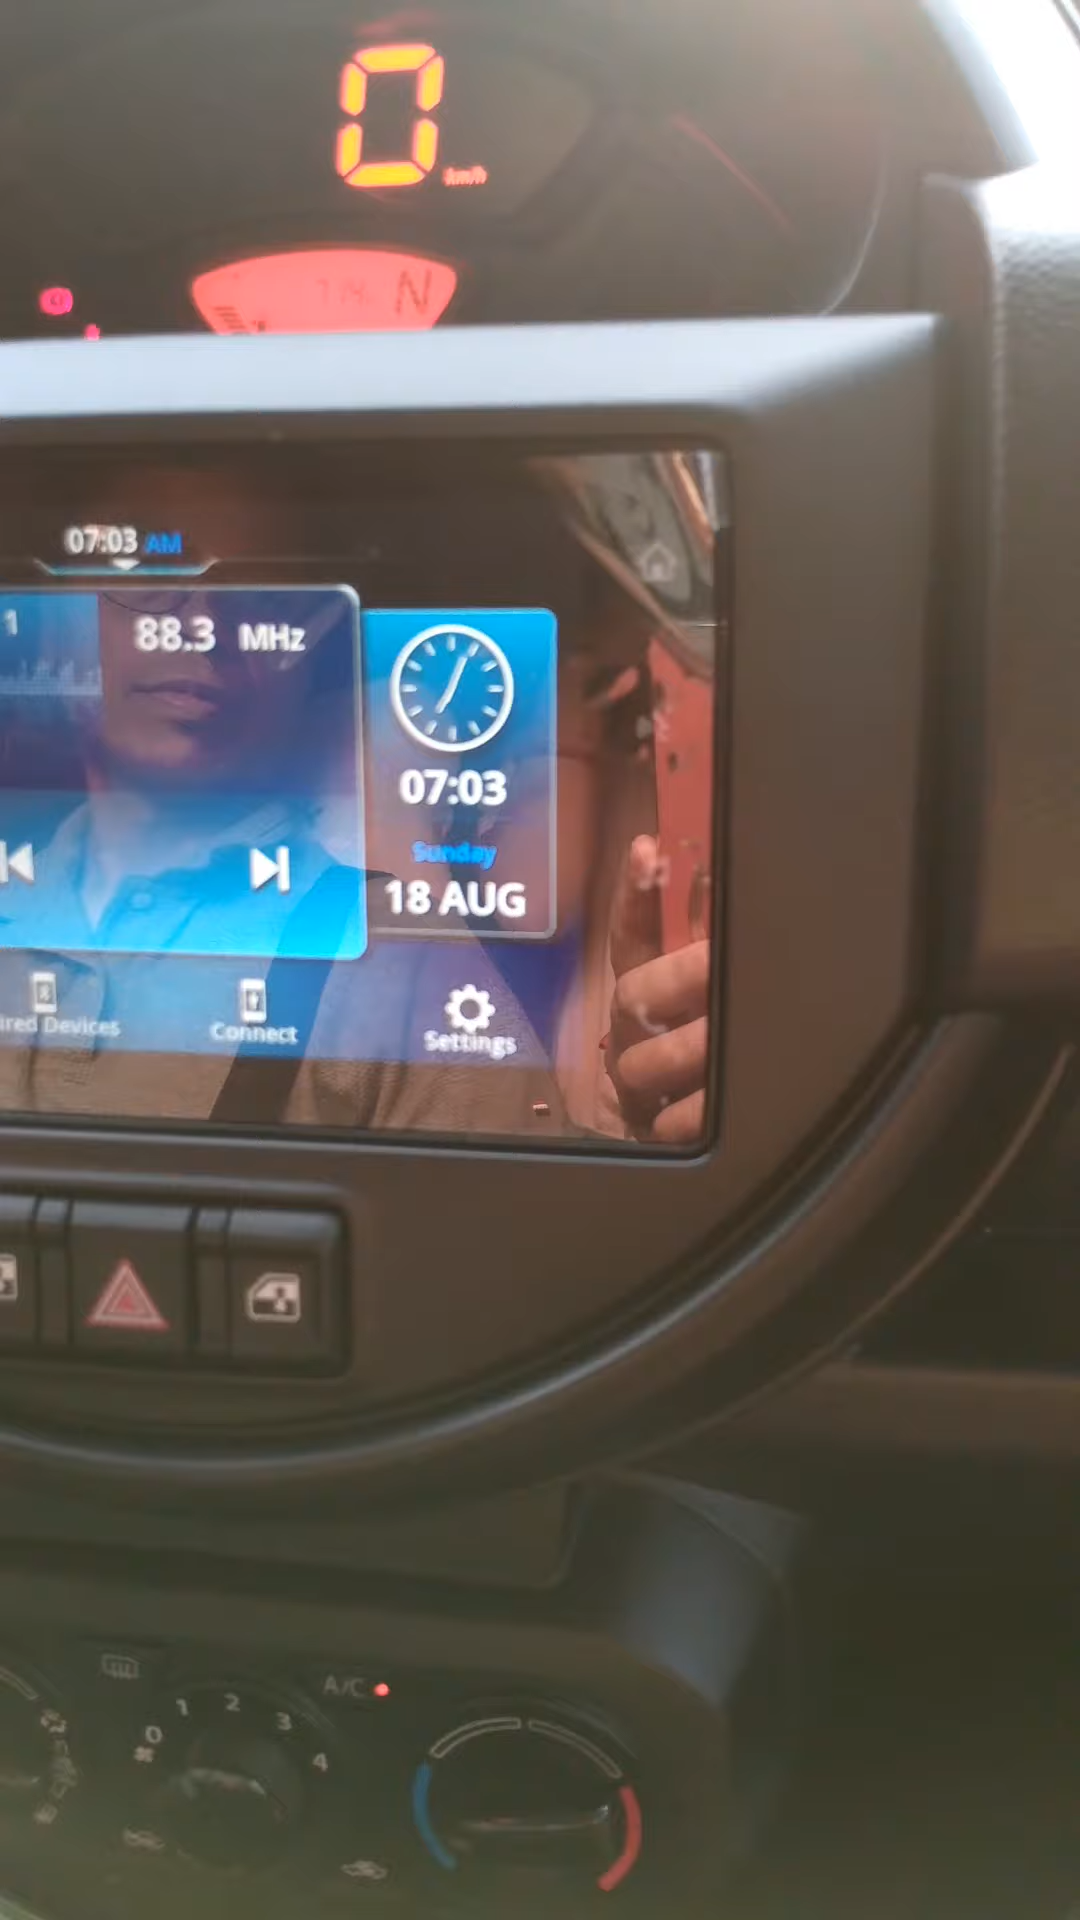 0 km/h
N
07:03 AM
1
88.3 MHz
07:03
Sunday
18 AUG
ired Devices
Connect
Settings
A/C
0 1 2 3 4